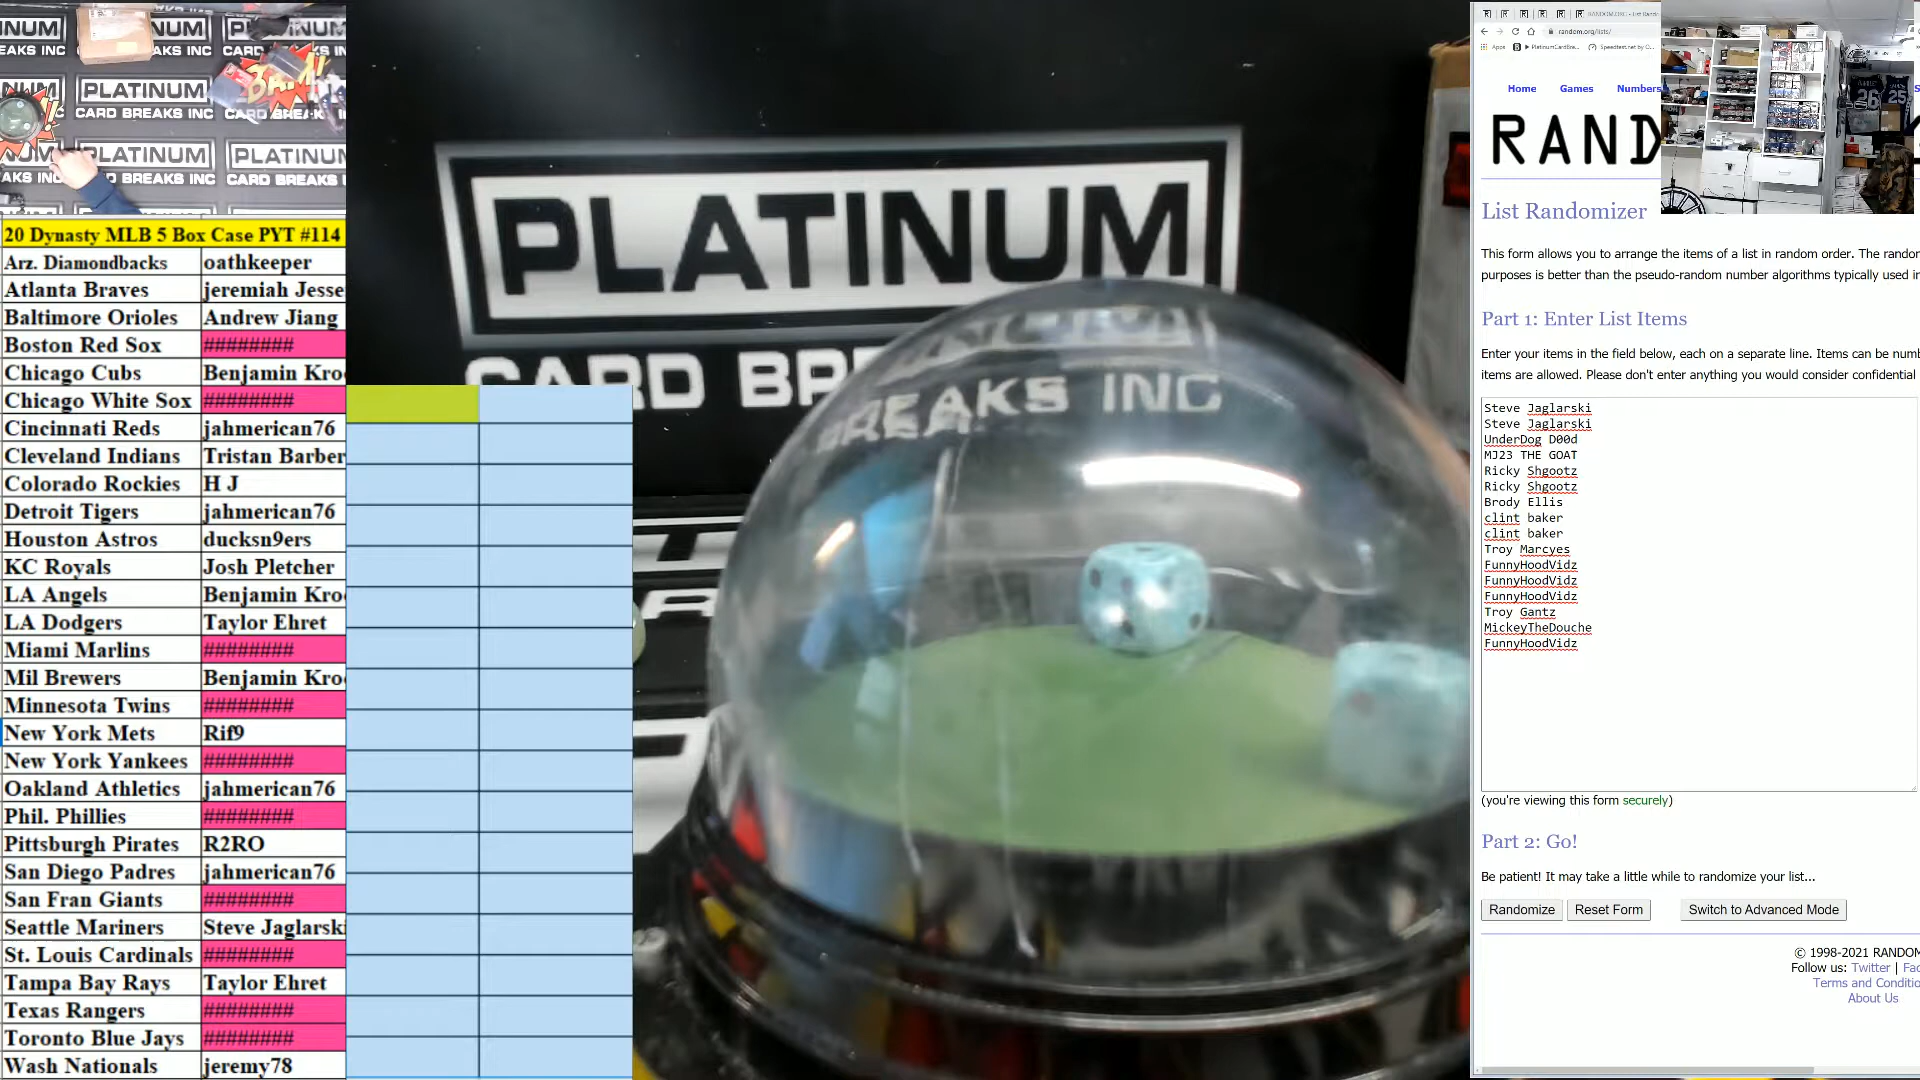 PLATINUM
CARD BREAKS INC
20 Dynasty MLB 5 Box Case PYT #114
Arz. Diamondbacks oathkeeper
Atlanta Braves jeremiah Jesse
Baltimore Orioles Andrew Jiang
Boston Red Sox ########
Chicago Cubs Benjamin Kro
Chicago White Sox ########
Cincinnati Reds jahmerican76
Cleveland Indians Tristan Barber
Colorado Rockies H J
Detroit Tigers jahmerican76
Houston Astros ducksn9ers
KC Royals Josh Pletcher
LA Angels Benjamin Kro
LA Dodgers Taylor Ehret
Miami Marlins ########
Mil Brewers Benjamin Kro
Minnesota Twins ########
New York Mets Rif9
New York Yankees ########
Oakland Athletics jahmerican76
Phil. Phillies ########
Pittsburgh Pirates R2RO
San Diego Padres jahmerican76
San Fran Giants ########
Seattle Mariners Steve Jaglarski
St. Louis Cardinals ########
Tampa Bay Rays Taylor Ehret
Texas Rangers ########
Toronto Blue Jays ########
Wash Nationals jeremy78
PLATINUM
CARD BR
BREAKS INC
random.org/lists/
Apps
PlatinumCardBre...
Speedtest.net by O...
Home Games Numbers
RAND
List Randomizer
This form allows you to arrange the items of a list in random order. The random
purposes is better than the pseudo-random number algorithms typically used in
Part 1: Enter List Items
Enter your items in the field below, each on a separate line. Items can be numb
items are allowed. Please don't enter anything you would consider confidential
Steve Jaglarski
Steve Jaglarski
UnderDog D00d
MJ23 THE GOAT
Ricky Shgootz
Ricky Shgootz
Brody Ellis
clint baker
clint baker
Troy Marcyes
FunnyHoodVidz
FunnyHoodVidz
FunnyHoodVidz
Troy Gantz
MickeyTheDouche
FunnyHoodVidz
(you're viewing this form securely)
Part 2: Go!
Be patient! It may take a little while to randomize your list...
Randomize Reset Form Switch to Advanced Mode
© 1998-2021 RANDOM
Follow us: Twitter | Fac
Terms and Conditio
About Us